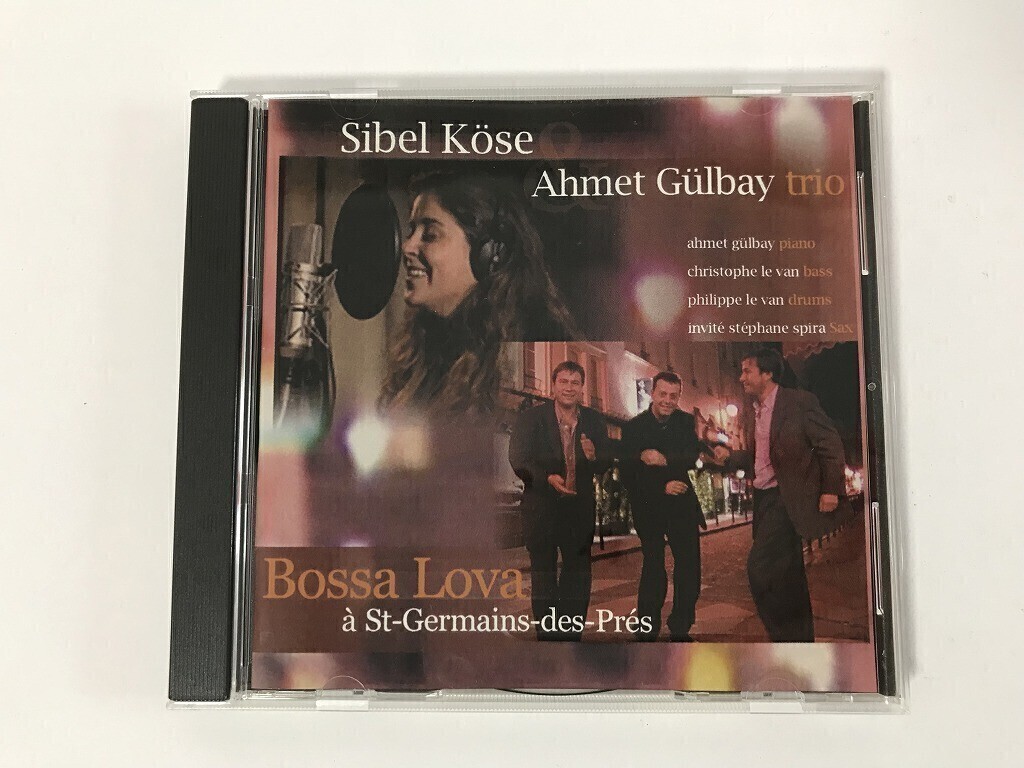 Sibel Köse
&
Ahmet Gülbay trio
ahmet gülbay piano
christophe le van bass
philippe le van drums
invité stéphane spira Sax
Bossa Lova
à St-Germains-des-Prés